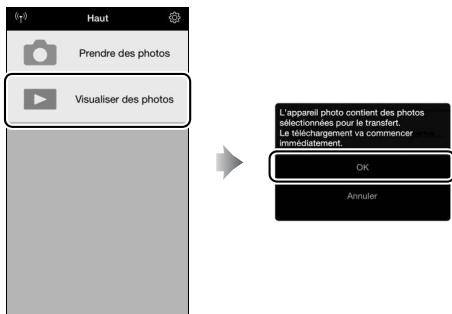 Haut
Prendre des photos
Visualiser des photos
L'appareil photo contient des photos
sélectionnées pour le transfert.
Le téléchargement va commencer
immédiatement.
OK
Annuler